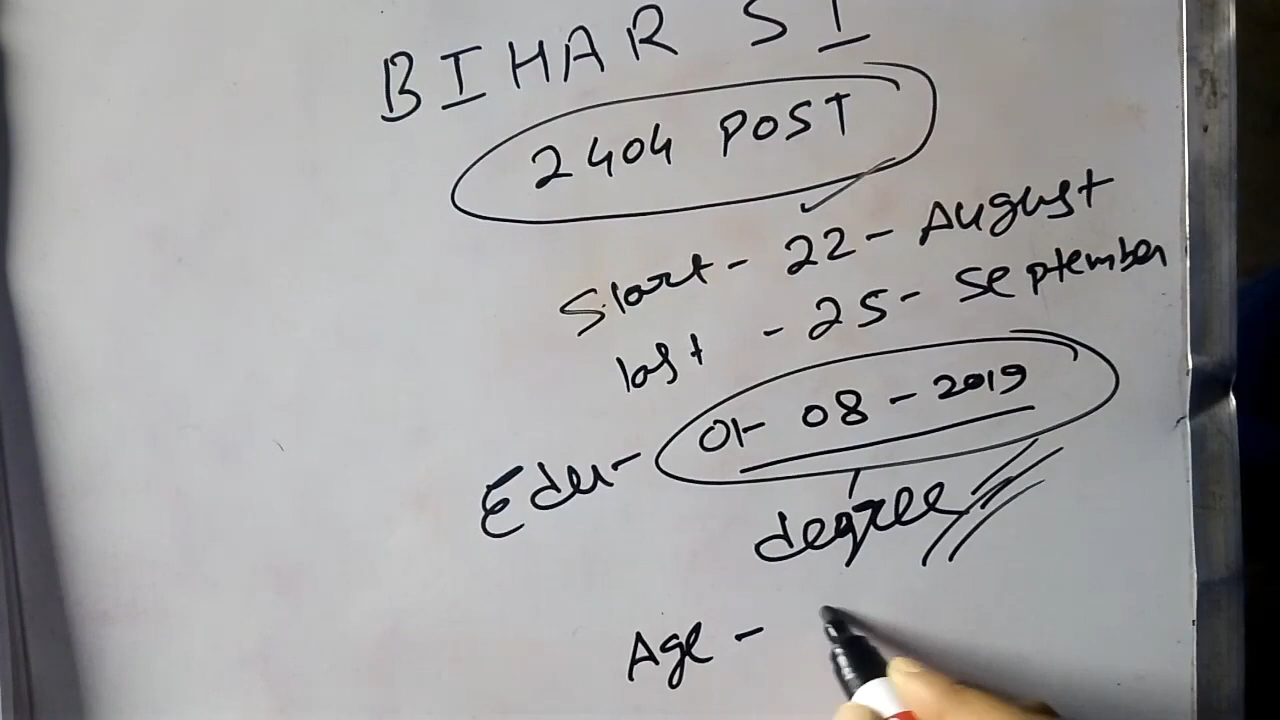 BIHAR SI
2404 POST
Start - 22 - August
last - 25 - September
Edu - 01 - 08 - 2019
degree
Age -